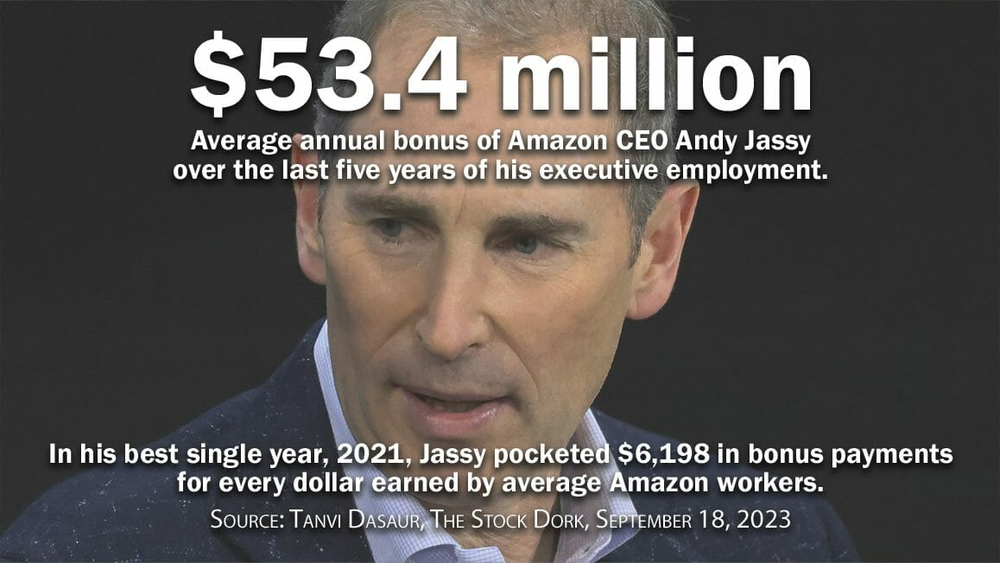 $53.4 million
Average annual bonus of Amazon CEO Andy Jassy
over the last five years of his executive employment.
In his best single year, 2021, Jassy pocketed $6,198 in bonus payments
for every dollar earned by average Amazon workers.
Source: Tanvi Dasaur, The Stock Dork, September 18, 2023